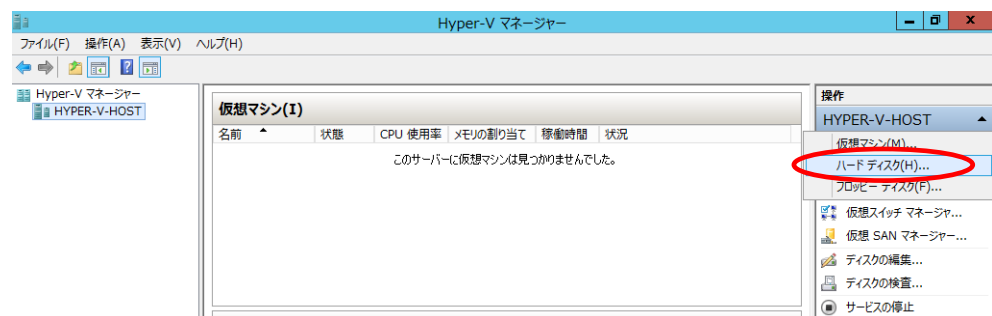 Hyper-V マネージャー
ファイル(F) 操作(A) 表示(V) ヘルプ(H)
Hyper-V マネージャー
HYPER-V-HOST
仮想マシン(I)
名前 状態 CPU 使用率 メモリの割り当て 稼働時間 状況
このサーバーに仮想マシンは見つかりませんでした。
操作
HYPER-V-HOST
仮想マシン(M)...
ハード ディスク(H)...
フロッピー ディスク(F)...
仮想スイッチ マネージャ...
仮想 SAN マネージャー...
ディスクの編集...
ディスクの検査...
サービスの停止